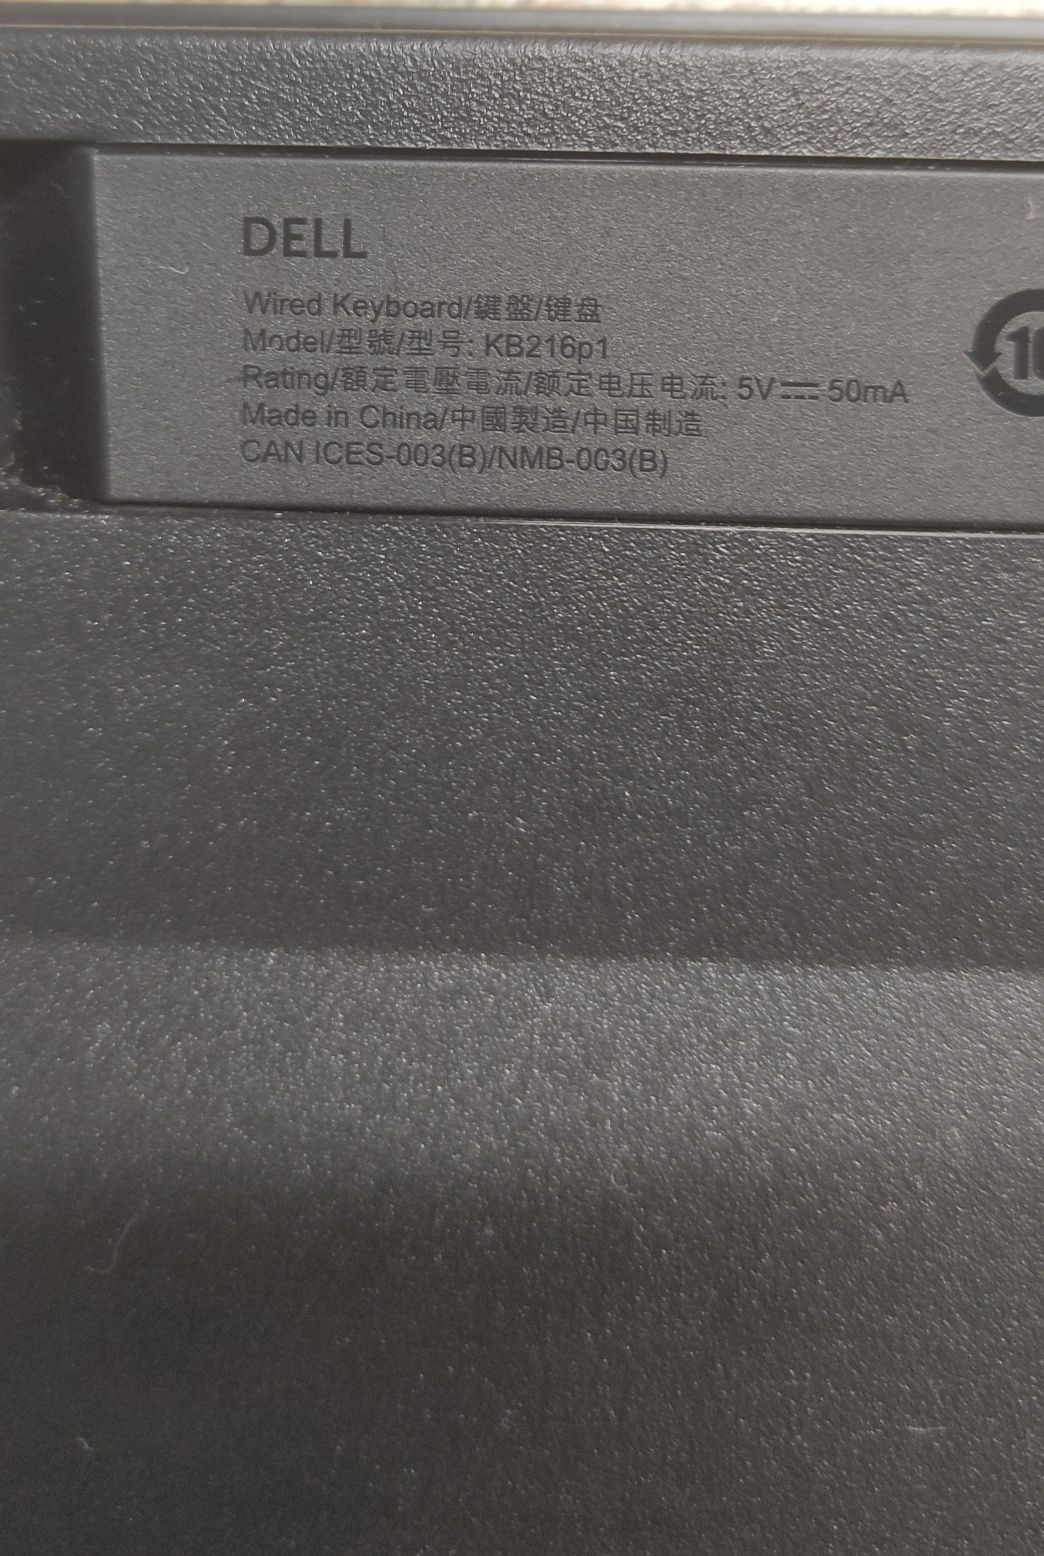 DELL
Wired Keyboard/鍵盤/键盘
Model/型號/型号: KB216p1
Rating/額定電壓電流/额定电压电流: 5V⎓50mA
Made in China/中國製造/中国制造
CAN ICES-003(B)/NMB-003(B)